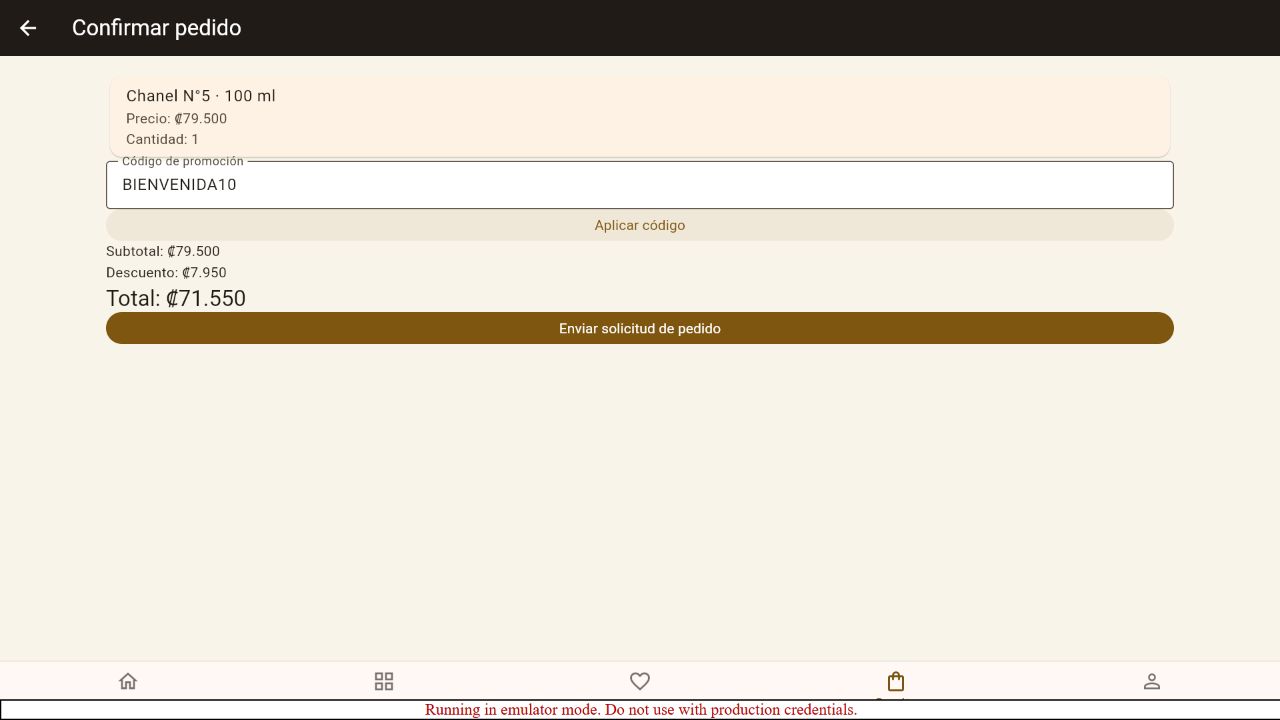 Confirmar pedido
Chanel N°5 · 100 ml
Precio: ₡79.500
Cantidad: 1
Código de promoción
BIENVENIDA10
Aplicar código
Subtotal: ₡79.500
Descuento: ₡7.950
Total: ₡71.550
Enviar solicitud de pedido
Running in emulator mode. Do not use with production credentials.